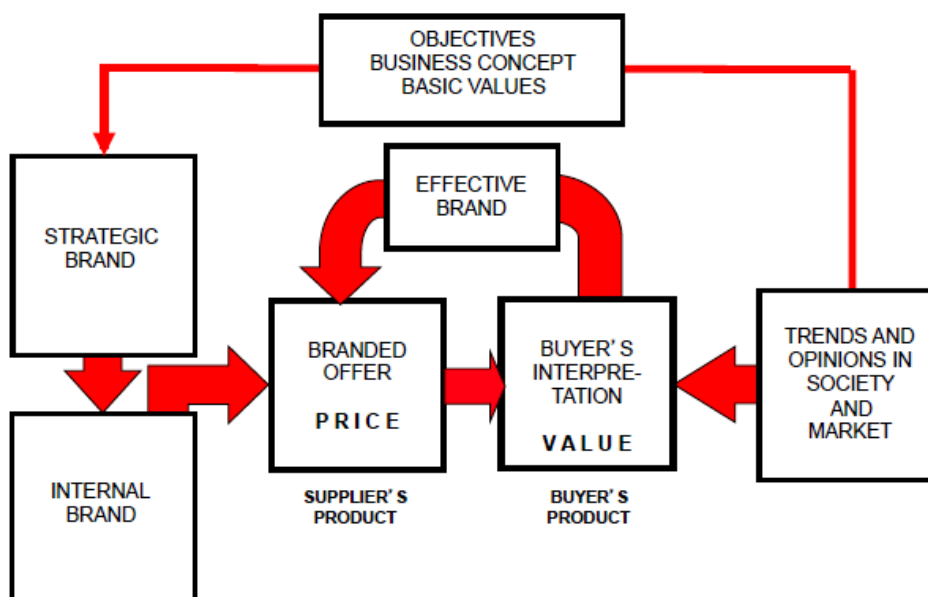 OBJECTIVES
BUSINESS CONCEPT
BASIC VALUES
EFFECTIVE
BRAND
STRATEGIC
BRAND
BRANDED
OFFER
PRICE
BUYER'S
INTERPRE-
TATION
VALUE
TRENDS AND
OPINIONS IN
SOCIETY
AND
MARKET
INTERNAL
BRAND
SUPPLIER'S
PRODUCT
BUYER'S
PRODUCT